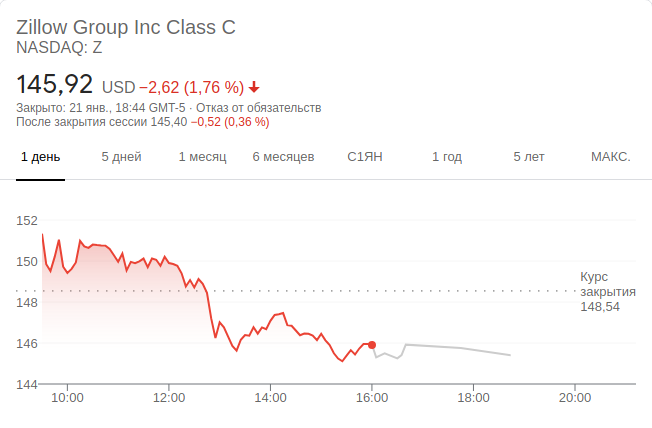 Zillow Group Inc Class C
NASDAQ: Z
145,92 USD −2,62 (1,76 %)
Закрыто: 21 янв., 18:44 GMT-5 · Отказ от обязательств
После закрытия сессии 145,40 −0,52 (0,36 %)
1 день 5 дней 1 месяц 6 месяцев С1ЯН 1 год 5 лет МАКС.
152
150
Курс
закрытия
148,54
148
146
144
10:00 12:00 14:00 16:00 18:00 20:00